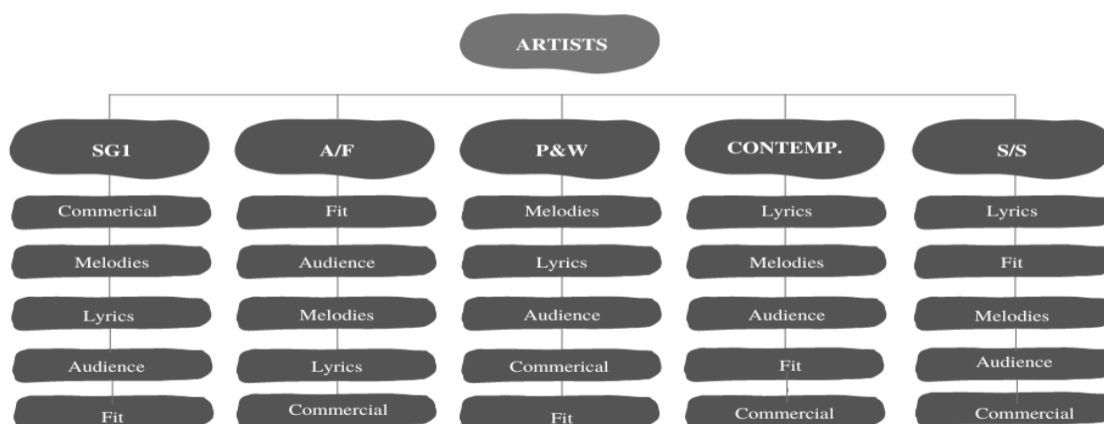 ARTISTS
SG1
A/F
P&W
CONTEMP.
S/S
Commerical
Fit
Melodies
Lyrics
Lyrics
Melodies
Audience
Lyrics
Melodies
Fit
Lyrics
Melodies
Audience
Audience
Melodies
Audience
Lyrics
Commerical
Fit
Audience
Fit
Commercial
Fit
Commercial
Commercial